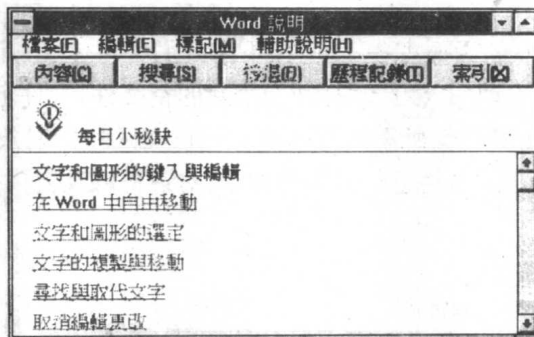 Word 說明
檔案(F) 編輯(E) 標記(M) 輔助說明(H)
內容(C) 搜尋(S) 後退(B) 歷程記錄(T) 索引(X)
每日小秘訣
文字和圖形的鍵入與編輯
在 Word 中自由移動
文字和圖形的選定
文字的複製與移動
尋找與取代文字
取消編輯更改